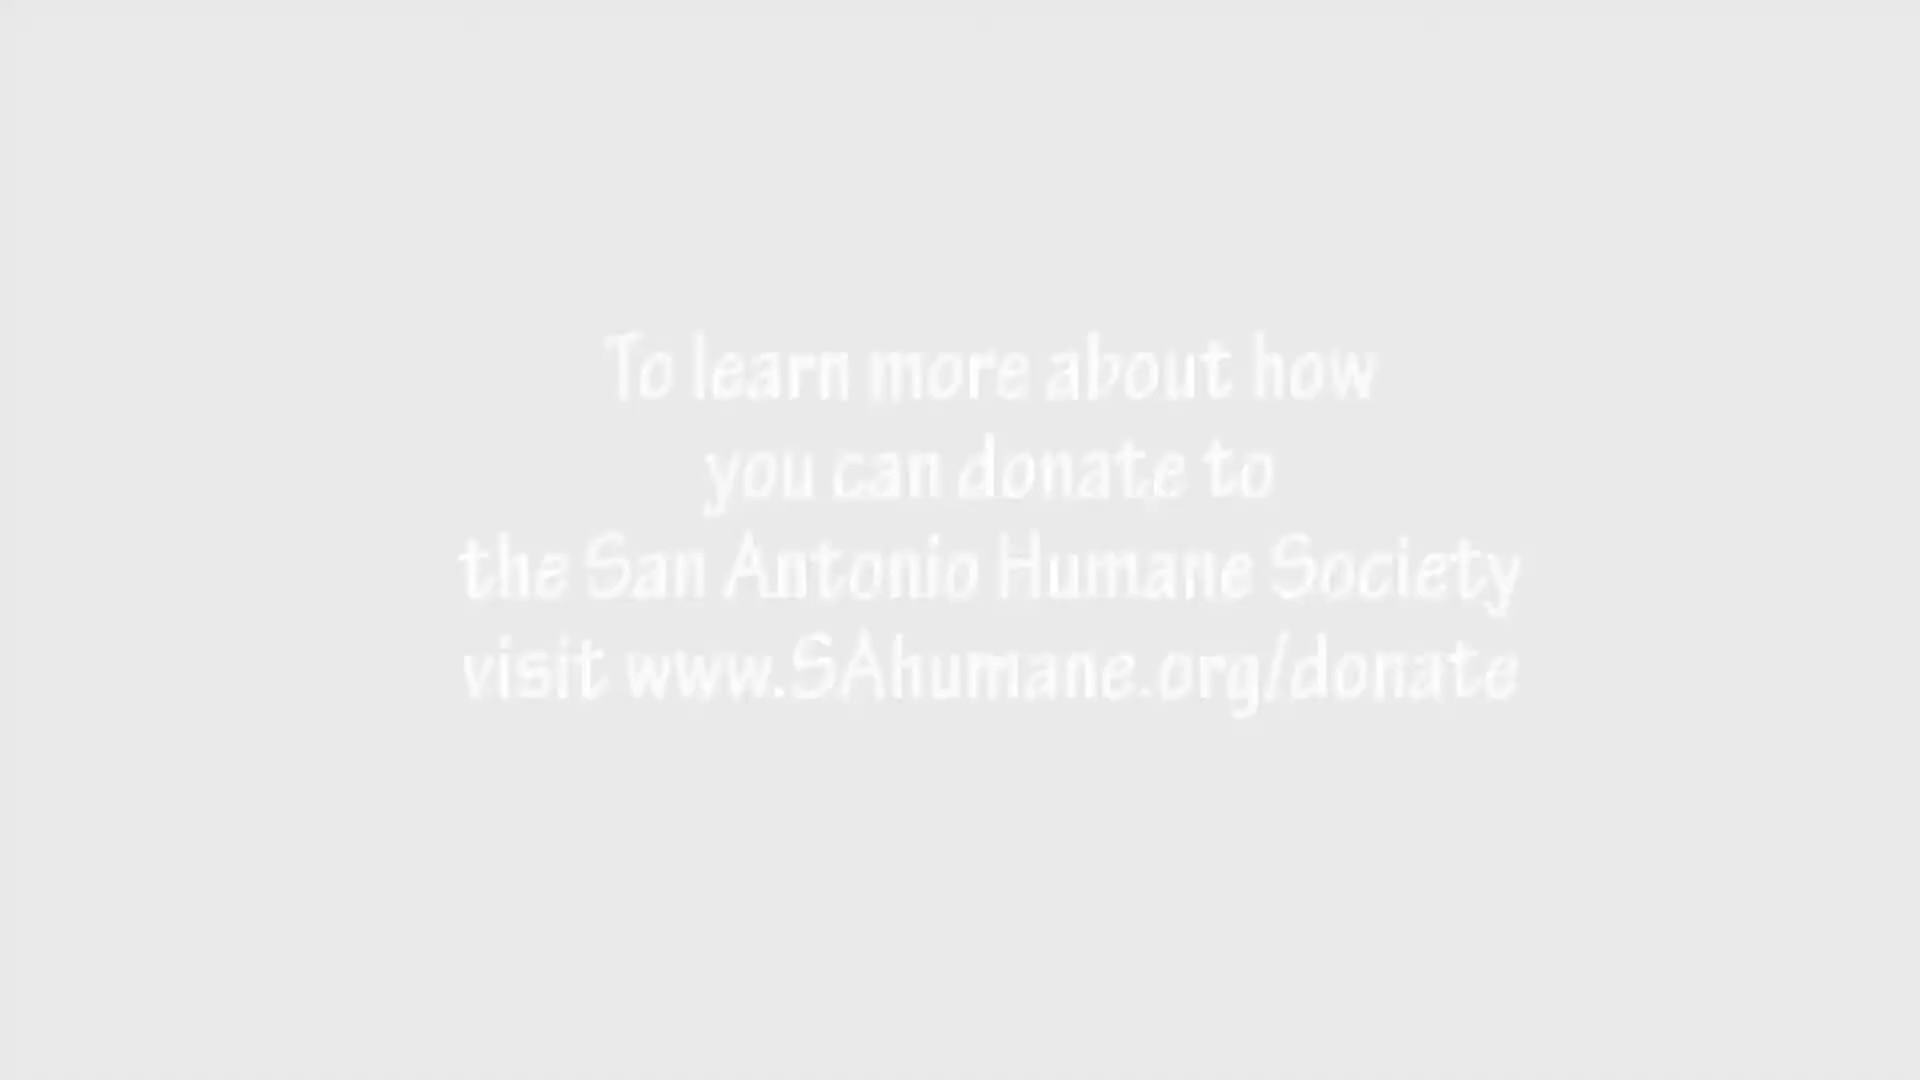 To learn more about how
you can donate to
the San Antonio Humane Society
visit www.SAhumane.org/donate